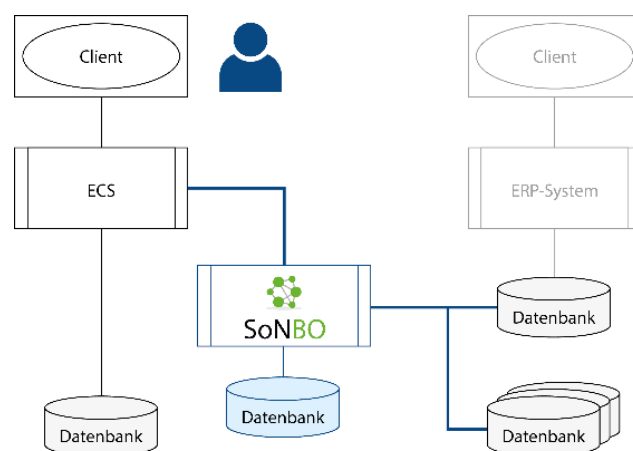 Client
Client
ECS
ERP-System
SoNBO
Datenbank
Datenbank
Datenbank
Datenbank